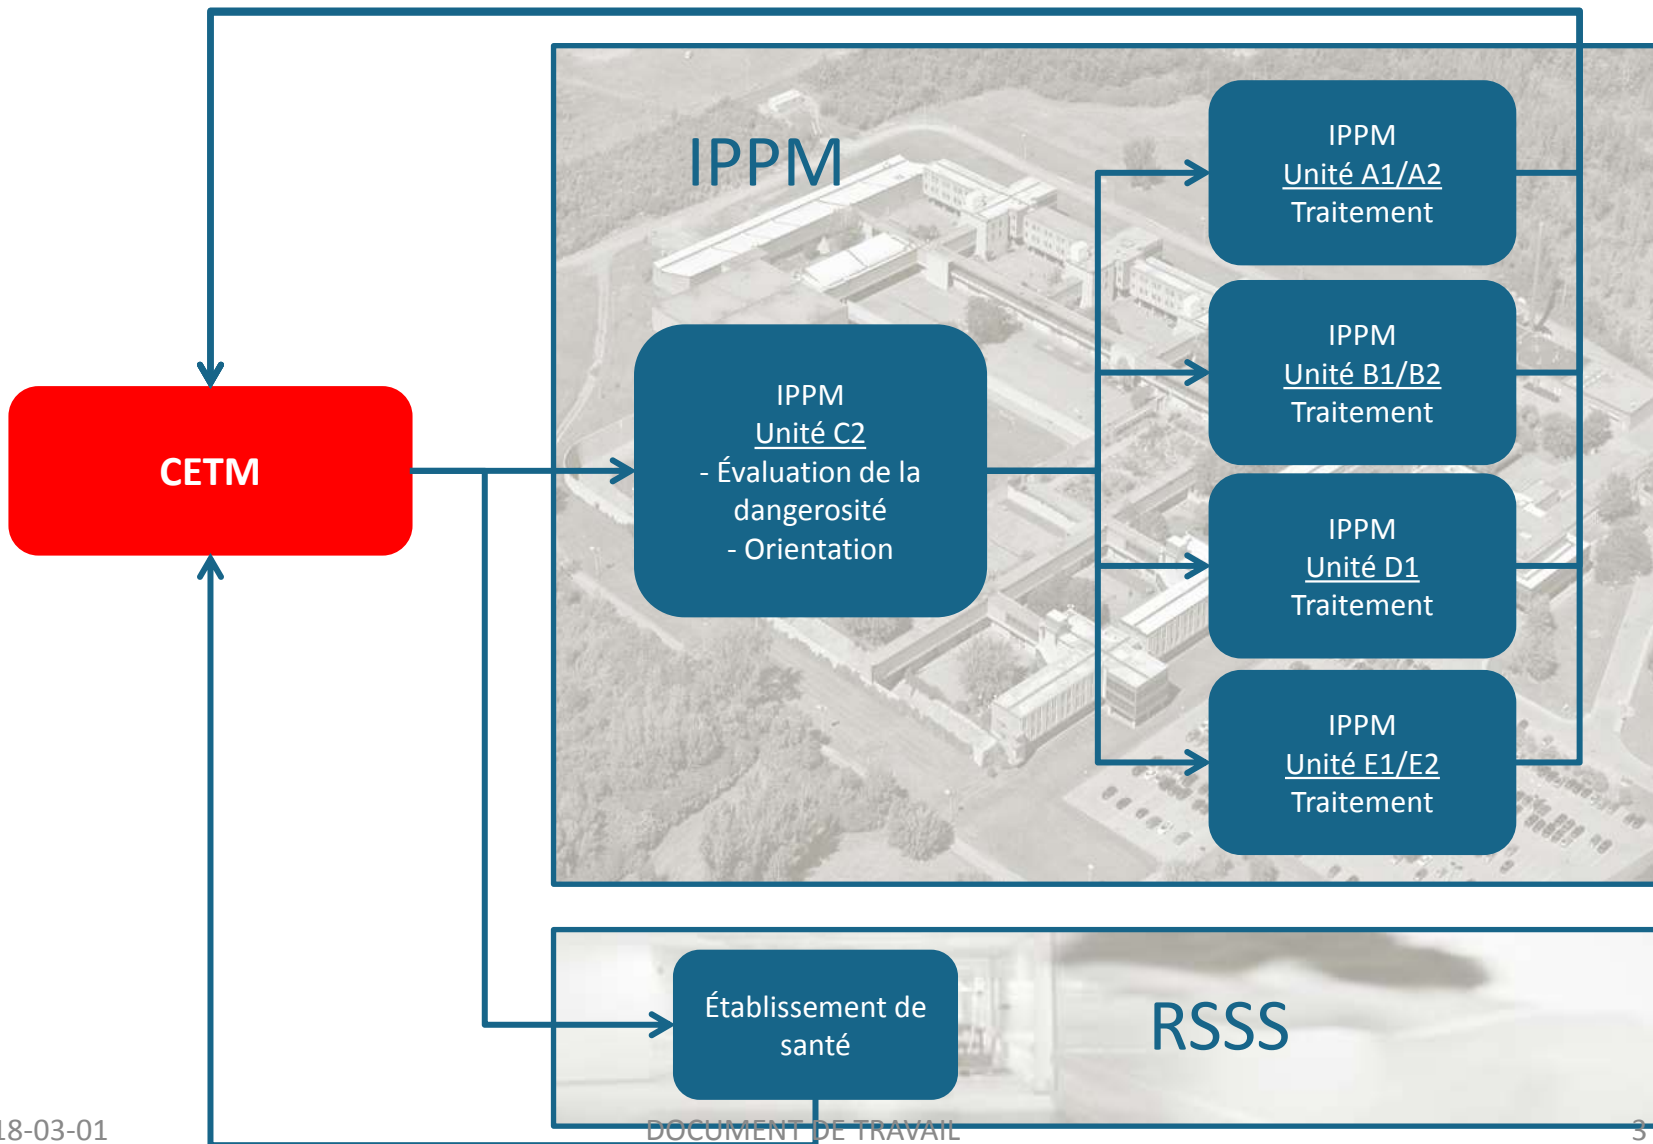 IPPM
IPPM
Unité A1/A2
Traitement
IPPM
Unité B1/B2
Traitement
CETM
IPPM
Unité C2
- Évaluation de la
dangerosité
- Orientation
IPPM
Unité D1
Traitement
IPPM
Unité E1/E2
Traitement
Établissement de
santé
RSSS
18-03-01
DOCUMENT DE TRAVAIL
3